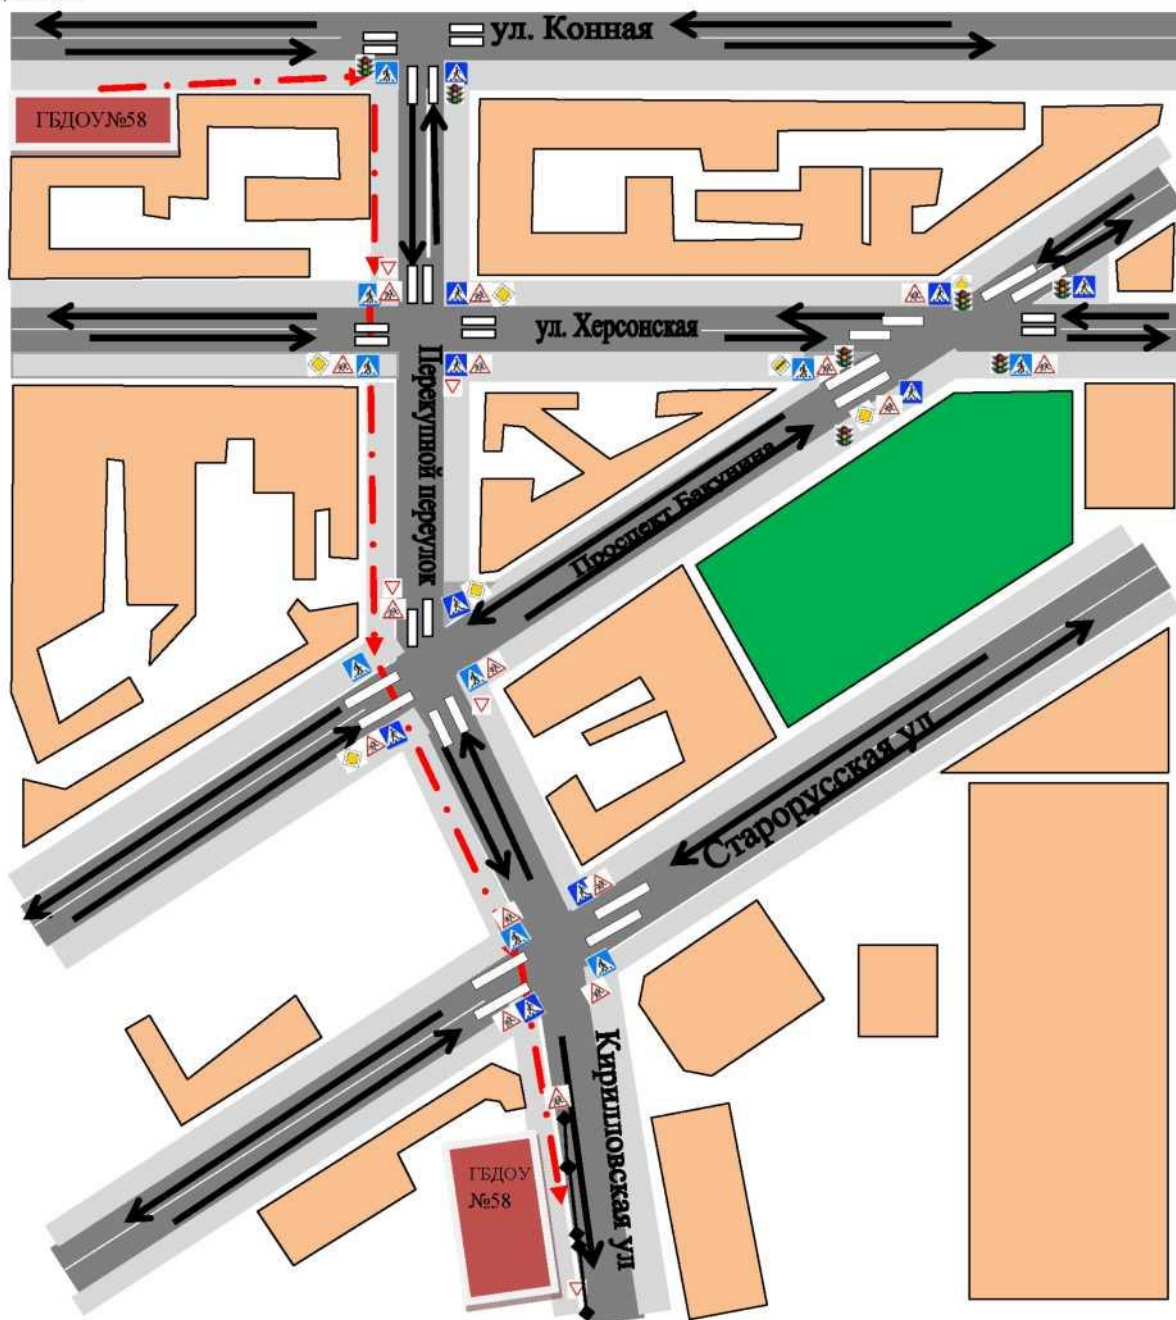 ул. Конная
ГБДОУ№58
ул. Херсонская
Перекупной переулок
Проспект Бакунина
Старорусская ул
Кирилловская ул
ГБДОУ
№58